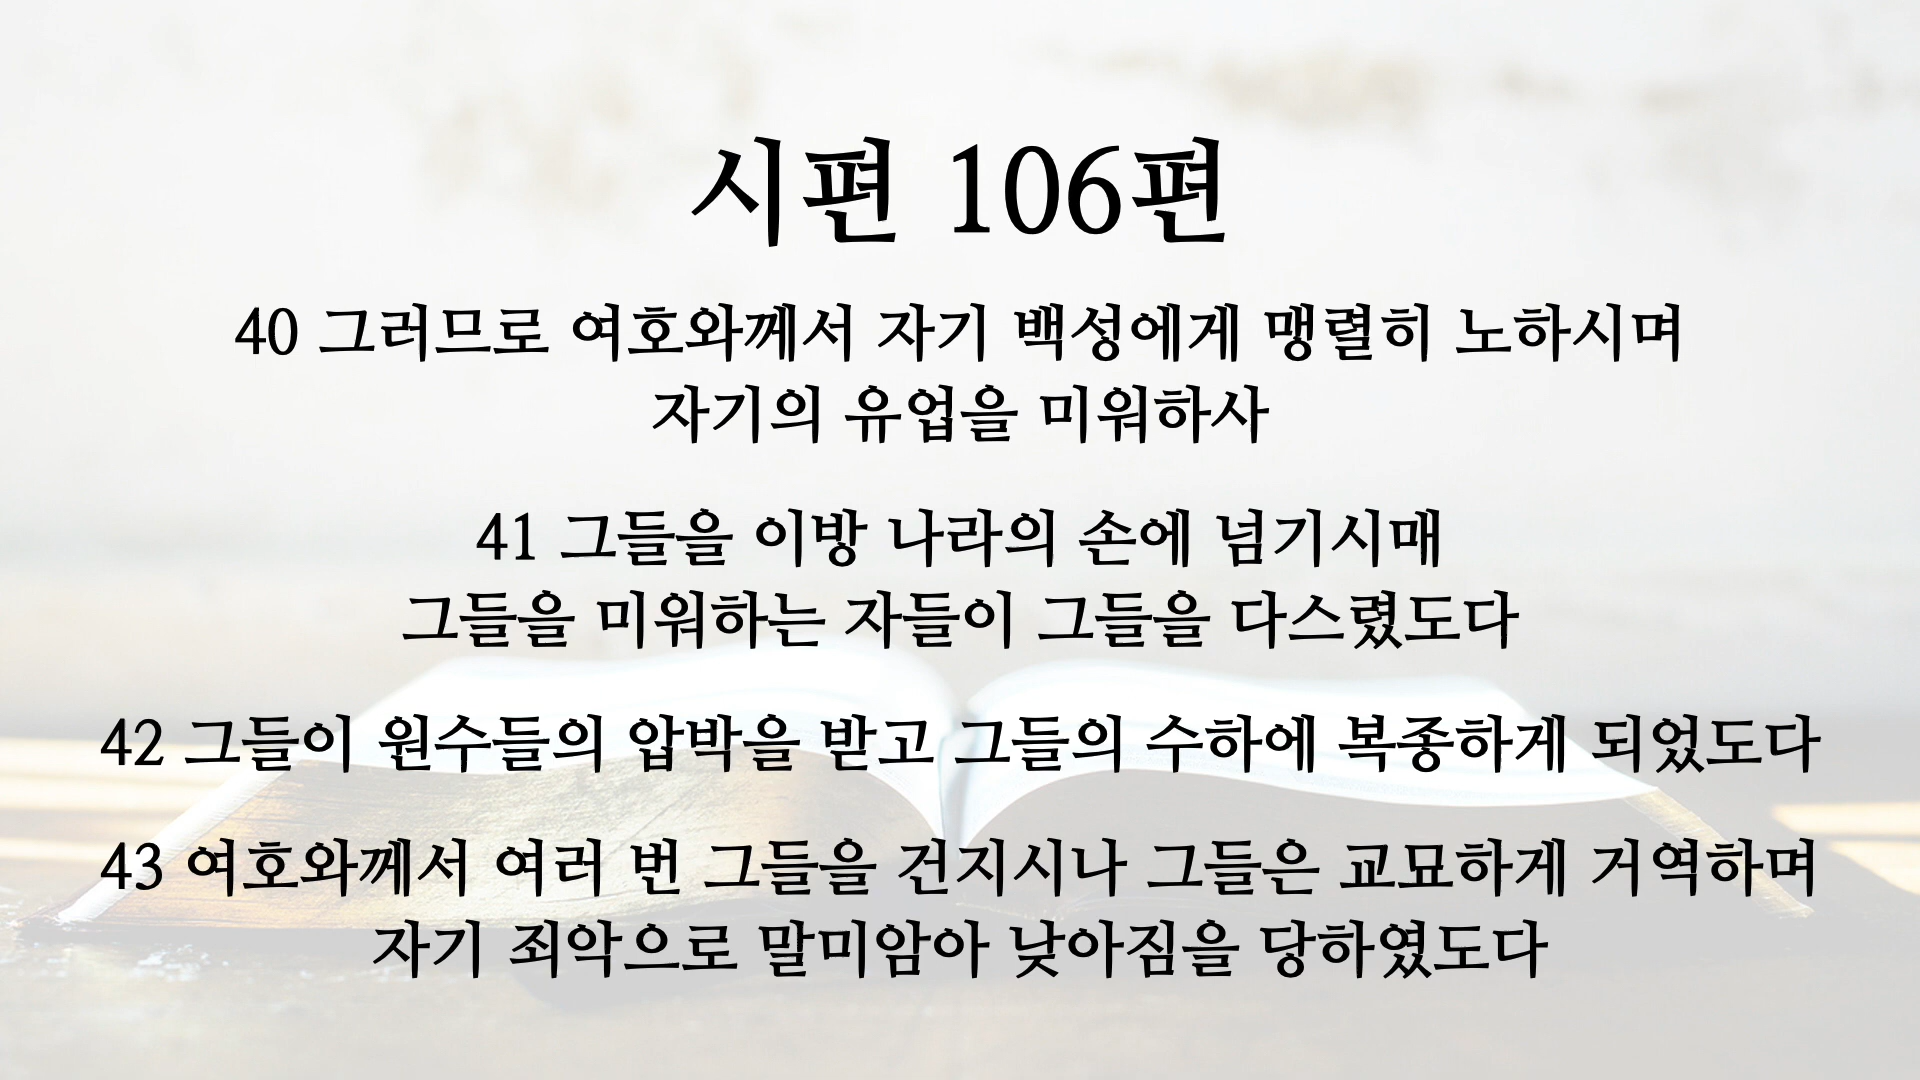 시편 106편
40 그러므로 여호와께서 자기 백성에게 맹렬히 노하시며
자기의 유업을 미워하사
41 그들을 이방 나라의 손에 넘기시매
그들을 미워하는 자들이 그들을 다스렸도다
42 그들이 원수들의 압박을 받고 그들의 수하에 복종하게 되었도다
43 여호와께서 여러 번 그들을 건지시나 그들은 교묘하게 거역하며
자기 죄악으로 말미암아 낮아짐을 당하였도다